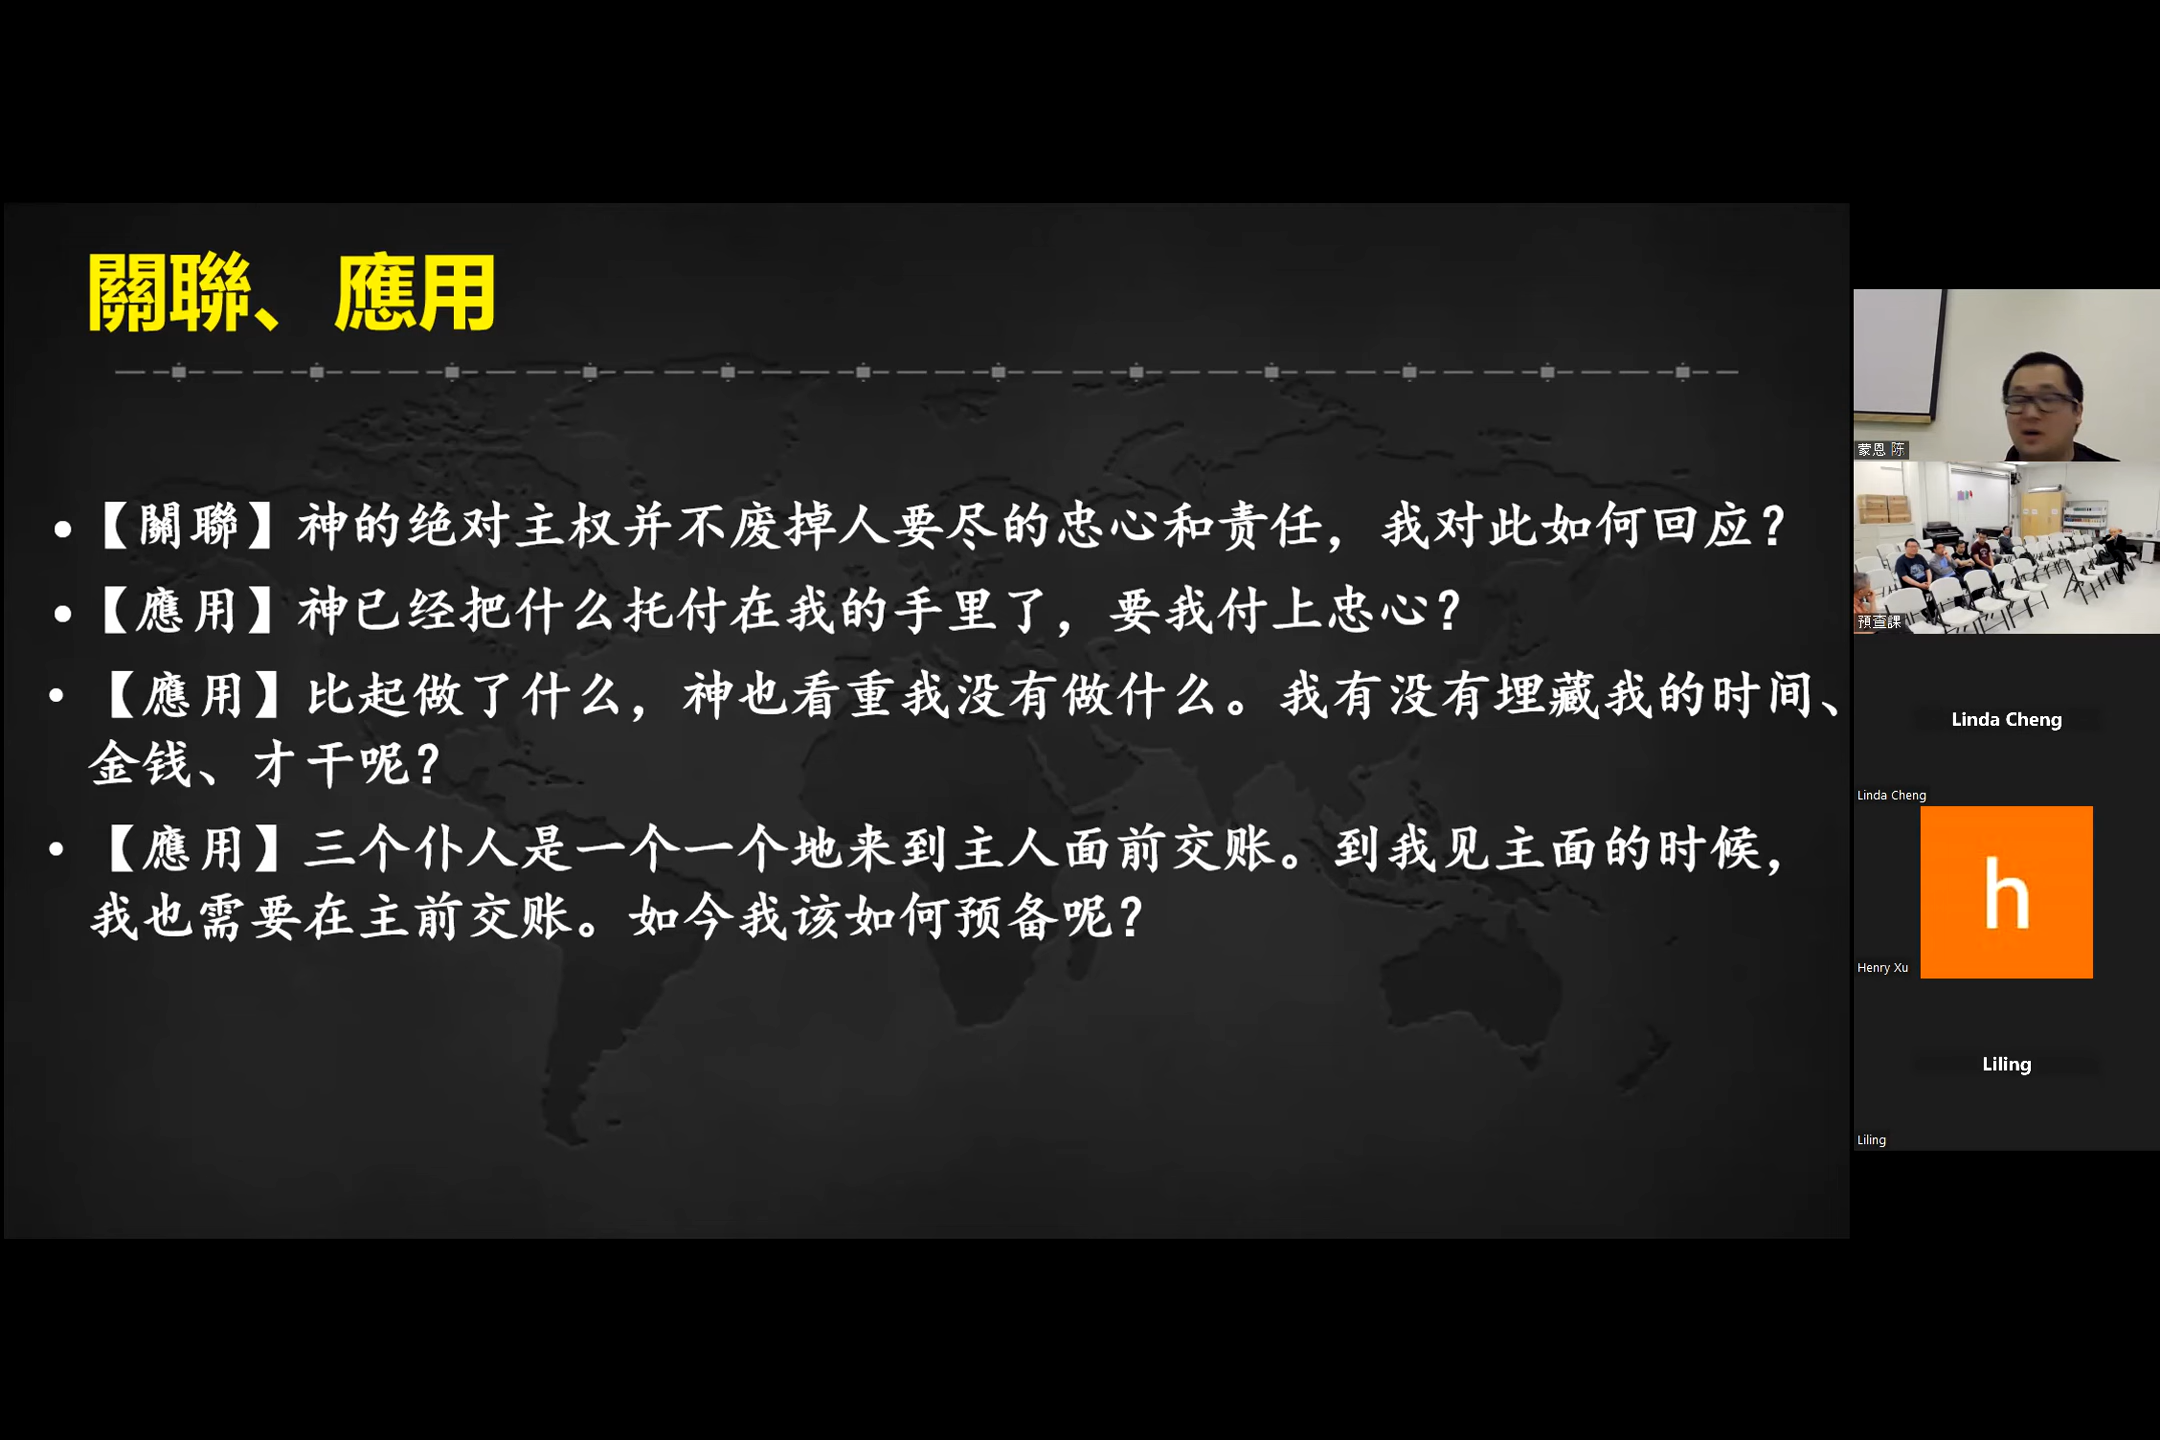 關聯、應用
•【關聯】神的绝对主权并不废掉人要尽的忠心和责任，我对此如何回应？
•【應用】神已经把什么托付在我的手里了，要我付上忠心？
•【應用】比起做了什么，神也看重我没有做什么。我有没有埋藏我的时间、
金钱、才干呢？
•【應用】三个仆人是一个一个地来到主人面前交账。到我见主面的时候，
我也需要在主前交账。如今我该如何预备呢？
蒙恩 陈
預查課
Linda Cheng
Linda Cheng
h
Henry Xu
Liling
Liling